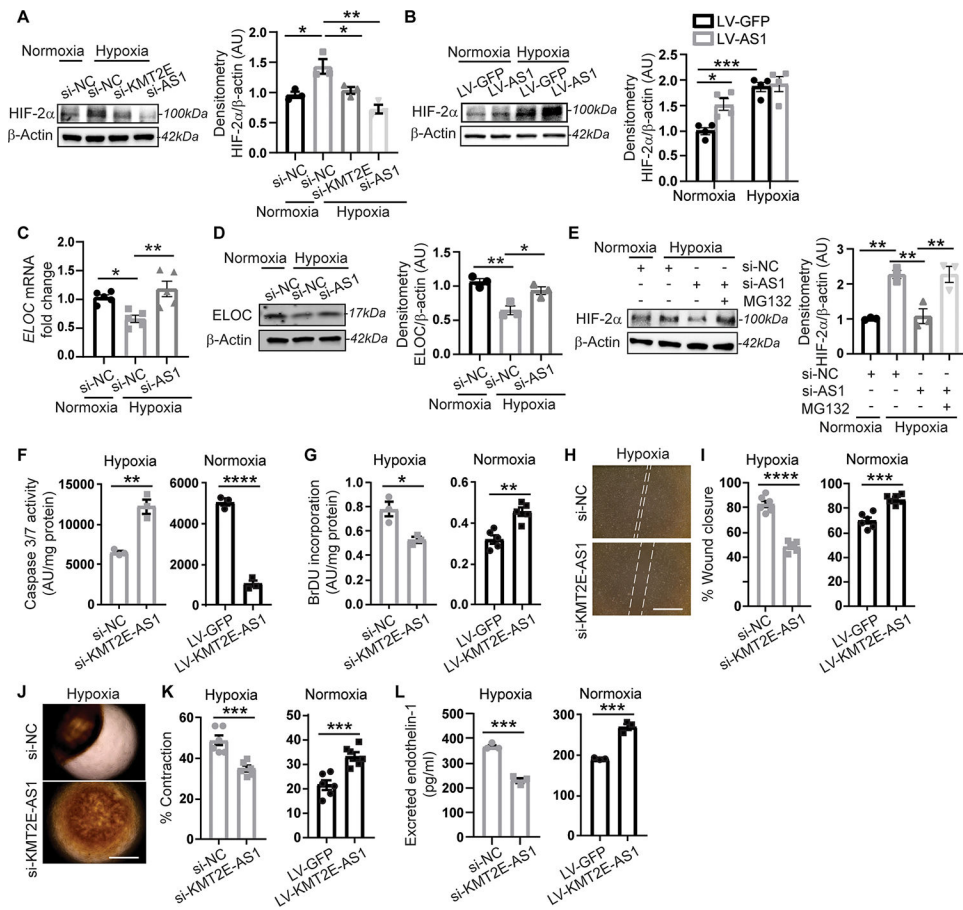 A
Normoxia Hypoxia
si-NC
si-NC
si-KMT2E
si-AS1
HIF-2α
-100kDa
β-Actin
-42kDa
Densitometry
HIF-2α/β-actin (AU)
2.0
1.5
1.0
0.5
0.0
*
**
*
si-NC
si-NC
si-KMT2E
si-AS1
Normoxia Hypoxia
B
Normoxia Hypoxia
LV-GFP
LV-AS1
LV-GFP
LV-AS1
HIF-2α
-100kDa
β-Actin
-42kDa
LV-GFP
LV-AS1
Densitometry
HIF-2α/β-actin (AU)
2.5
2.0
1.5
1.0
0.5
0.0
***
*
Normoxia Hypoxia
C
ELOC mRNA
fold change
2.0
1.5
1.0
0.5
0.0
*
**
si-NC
si-NC
si-AS1
Normoxia Hypoxia
D
Normoxia Hypoxia
si-NC
si-NC
si-AS1
ELOC
-17kDa
β-Actin
-42kDa
Densitometry
ELOC/β-actin (AU)
1.5
1.0
0.5
0.0
**
*
si-NC
si-NC
si-AS1
Normoxia Hypoxia
E
Normoxia Hypoxia
+ + - - si-NC
- - + + si-AS1
- - - + MG132
HIF-2α
-100kDa
β-Actin
-42kDa
Densitometry
HIF-2α/β-actin (AU)
3
2
1
0
** ** **
si-NC + + - -
si-AS1 - - + +
MG132 - - - +
Normoxia Hypoxia
F
Hypoxia
**
Caspase 3/7 activity
(AU/mg protein)
15000
10000
5000
0
si-NC
si-KMT2E-AS1
Normoxia
****
6000
4000
2000
0
LV-GFP
LV-KMT2E-AS1
G
Hypoxia
*
BrDU incorporation
(AU/mg protein)
1.0
0.8
0.6
0.4
0.2
0.0
si-NC
si-KMT2E-AS1
Normoxia
**
0.6
0.4
0.2
0.0
LV-GFP
LV-KMT2E-AS1
H
Hypoxia
si-NC
si-KMT2E-AS1
I
Hypoxia
****
% Wound closure
100
80
60
40
20
0
si-NC
si-KMT2E-AS1
Normoxia
***
100
80
60
40
20
0
LV-GFP
LV-KMT2E-AS1
J
Hypoxia
si-NC
si-KMT2E-AS1
K
Hypoxia
***
% Contraction
60
40
20
0
si-NC
si-KMT2E-AS1
Normoxia
***
50
40
30
20
10
0
LV-GFP
LV-KMT2E-AS1
L
Hypoxia
***
Excreted endothelin-1
(pg/ml)
500
400
300
200
100
0
si-NC
si-KMT2E-AS1
Normoxia
***
300
200
100
0
LV-GFP
LV-KMT2E-AS1